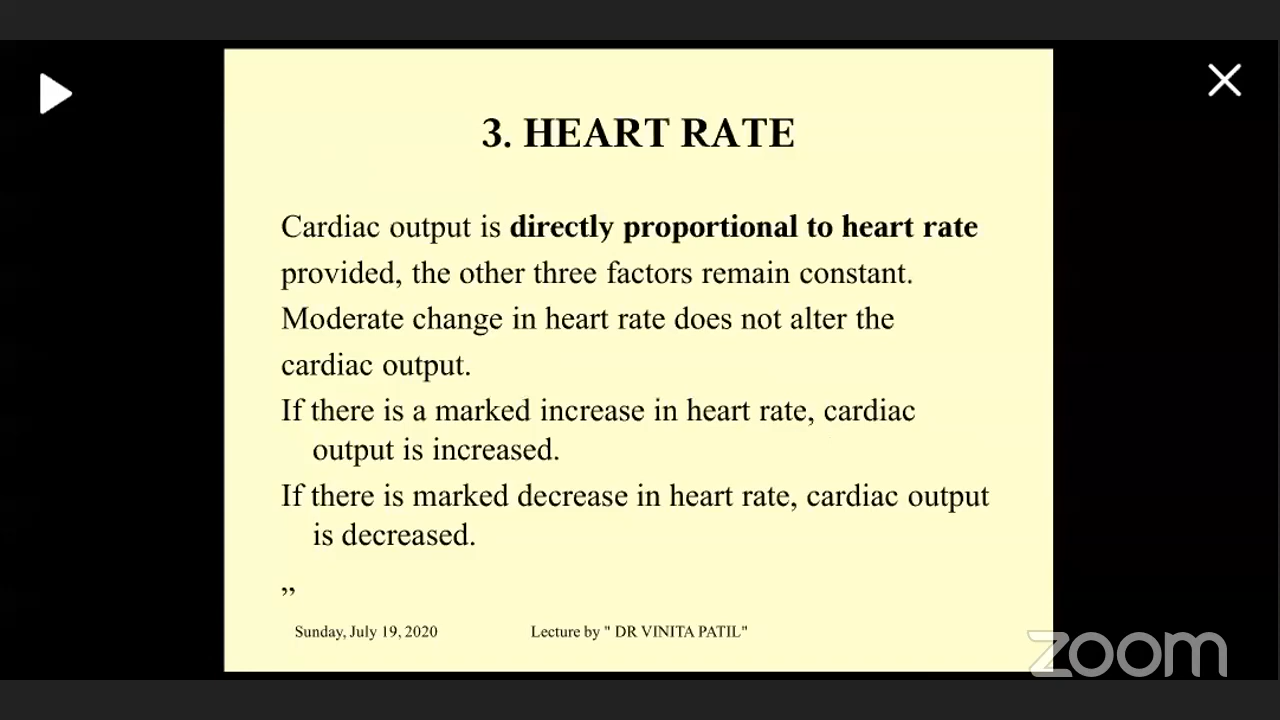 3. HEART RATE
Cardiac output is directly proportional to heart rate
provided, the other three factors remain constant.
Moderate change in heart rate does not alter the
cardiac output.
If there is a marked increase in heart rate, cardiac
output is increased.
If there is marked decrease in heart rate, cardiac output
is decreased.
”
Sunday, July 19, 2020
Lecture by " DR VINITA PATIL"
zoom